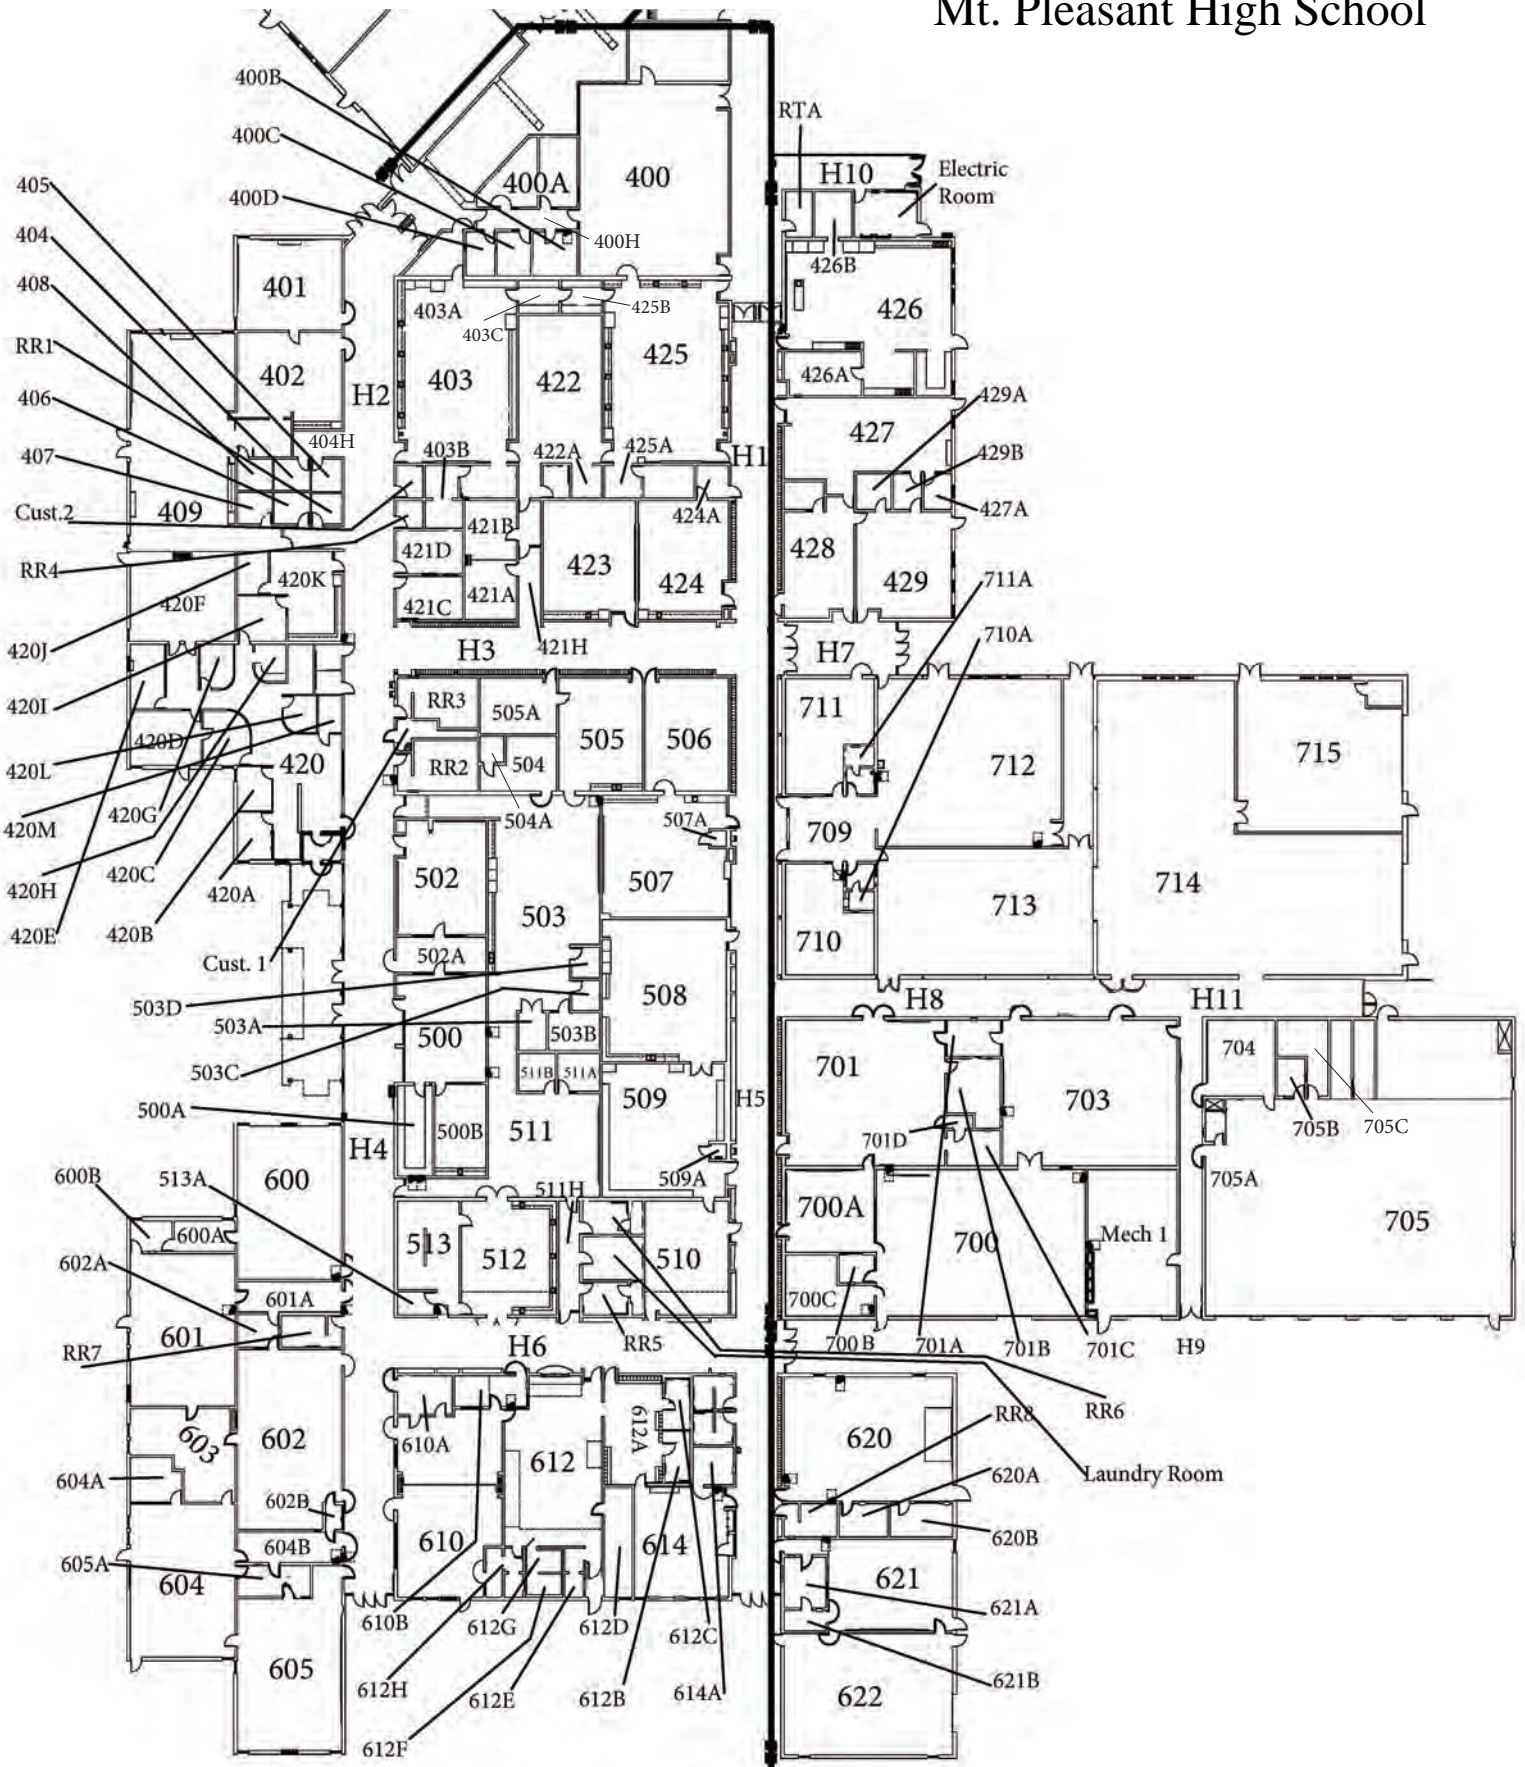 Mt. Pleasant High School
400B
400C
400D
400A
400
400H
RTA
H10
Electric
Room
426B
426
426A
405
404
408
RR1
406
407
Cust.2
RR4
401
402
H2
404H
409
403A
403C
425B
403
422
425
403B
422A
425A
H1
424A
421B
421D
421A
421C
423
424
421H
H3
429A
427
429B
427A
428
429
711A
710A
H7
420K
420F
420J
420I
420D
420L
420
420M
420G
420H
420C
420A
420E
420B
Cust. 1
RR3
505A
505
506
RR2
504
504A
711
712
715
709
714
713
710
507A
502
507
503
502A
503D
503A
503B
503C
500
508
511B
511A
509
H5
500A
500B
511
H4
509A
H8
H11
701
703
701D
704
705B
705C
705A
705
600B
513A
600
600A
602A
601A
601
RR7
511H
513
512
510
RR5
H6
700A
700
Mech 1
700C
700 B
701A
701B
701C
H9
RR6
Laundry Room
603
602
604A
602B
604B
605A
604
605
610A
612
612A
610
614
610B
612G
612D
612C
612H
612E
612B
614A
612F
RR8
620
620A
620B
621
621A
621B
622